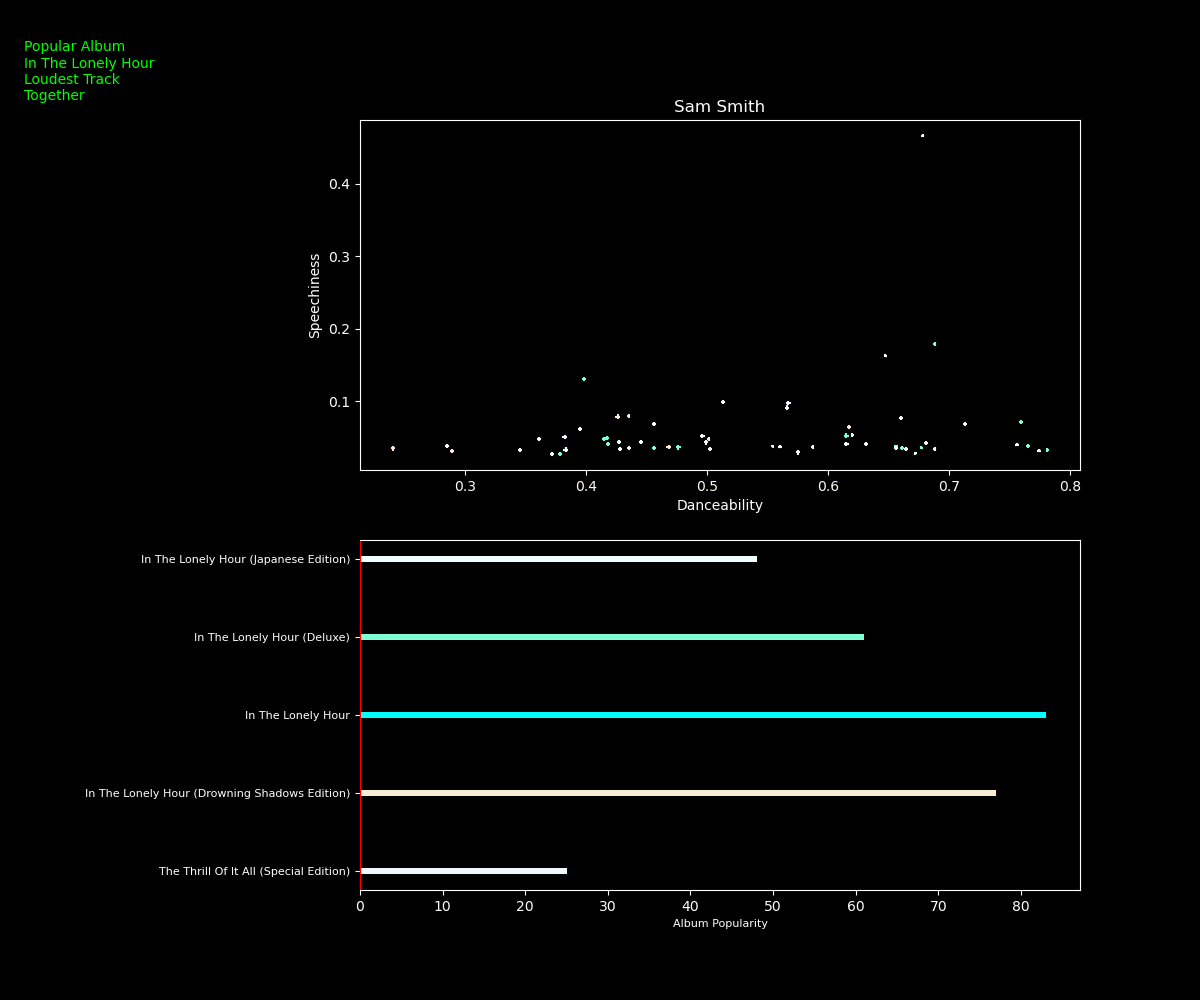 Popular Album
In The Lonely Hour
Loudest Track
Together
Sam Smith
Speechiness
0.4
0.3
0.2
0.1
0.3 0.4 0.5 0.6 0.7 0.8
Danceability
In The Lonely Hour (Japanese Edition)
In The Lonely Hour (Deluxe)
In The Lonely Hour
In The Lonely Hour (Drowning Shadows Edition)
The Thrill Of It All (Special Edition)
0 10 20 30 40 50 60 70 80
Album Popularity